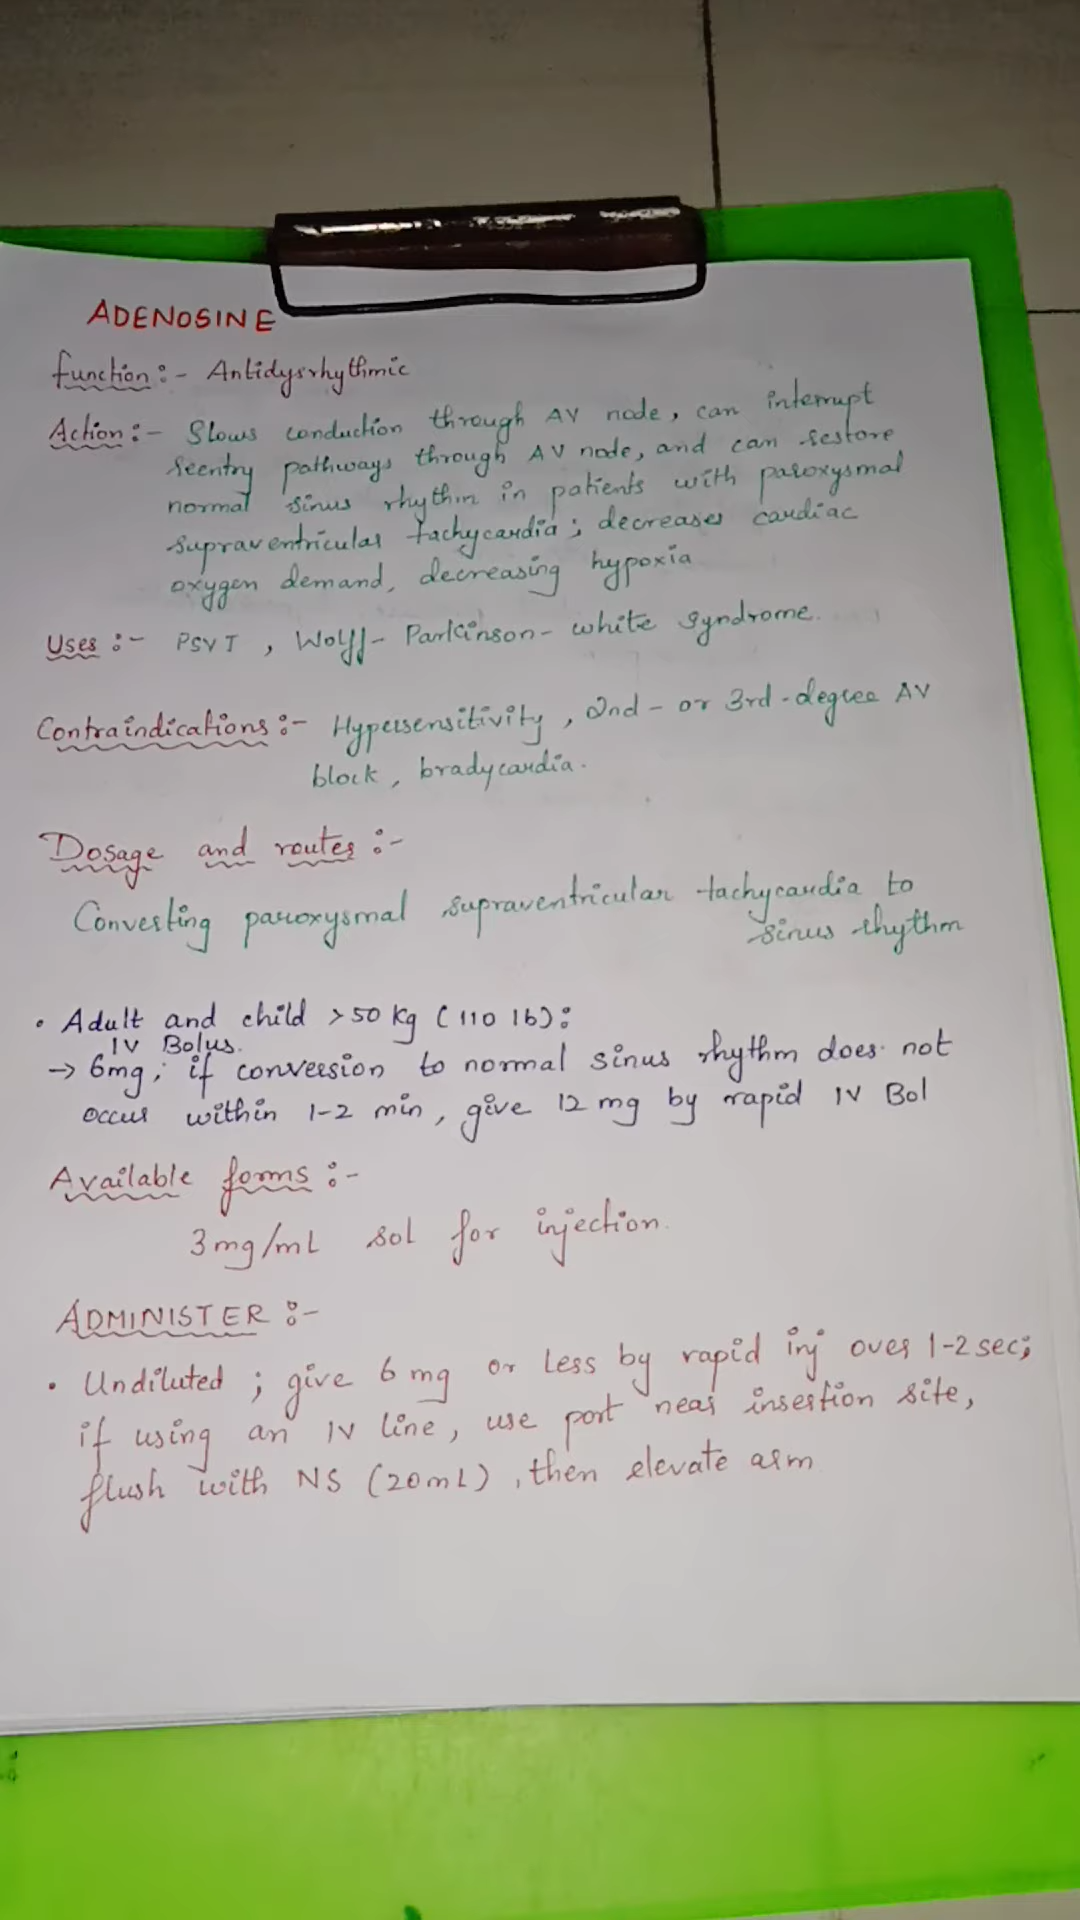 ADENOSINE
Function:- Antidysrhythmic
Action:- Slows conduction through AV node, can interrupt
reentry pathways through AV node, and can restore
normal sinus rhythm in patients with paroxysmal
supraventricular tachycardia; decreases cardiac
oxygen demand, decreasing hypoxia
Uses:- PSVT, Wolff-Parkinson-white syndrome.
Contraindications:- Hypersensitivity, 2nd- or 3rd-degree AV
block, bradycardia.
Dosage and routes:-
Converting paroxysmal supraventricular tachycardia to
sinus rhythm
• Adult and child >50 kg (110 lb):
IV Bolus.
→ 6mg; if conversion to normal sinus rhythm does not
occur within 1-2 min, give 12 mg by rapid IV Bol
Available forms:-
3mg/mL sol for injection.
ADMINISTER:-
• Undiluted; give 6 mg or less by rapid inj over 1-2 sec;
if using an IV line, use port near insertion site,
flush with NS (20mL), then elevate arm